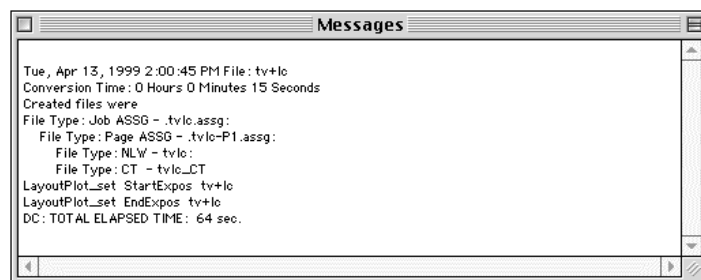 Messages
Tue, Apr 13, 1999 2:00:45 PM File: tv+lc
Conversion Time: 0 Hours 0 Minutes 15 Seconds
Created files were
File Type: Job ASSG - .tvlc.assg:
File Type: Page ASSG - .tvlc-P1.assg:
File Type: NLW - tvlc:
File Type: CT - tvlc_CT
LayoutPlot_set StartExpos tv+lc
LayoutPlot_set EndExpos tv+lc
DC: TOTAL ELAPSED TIME: 64 sec.